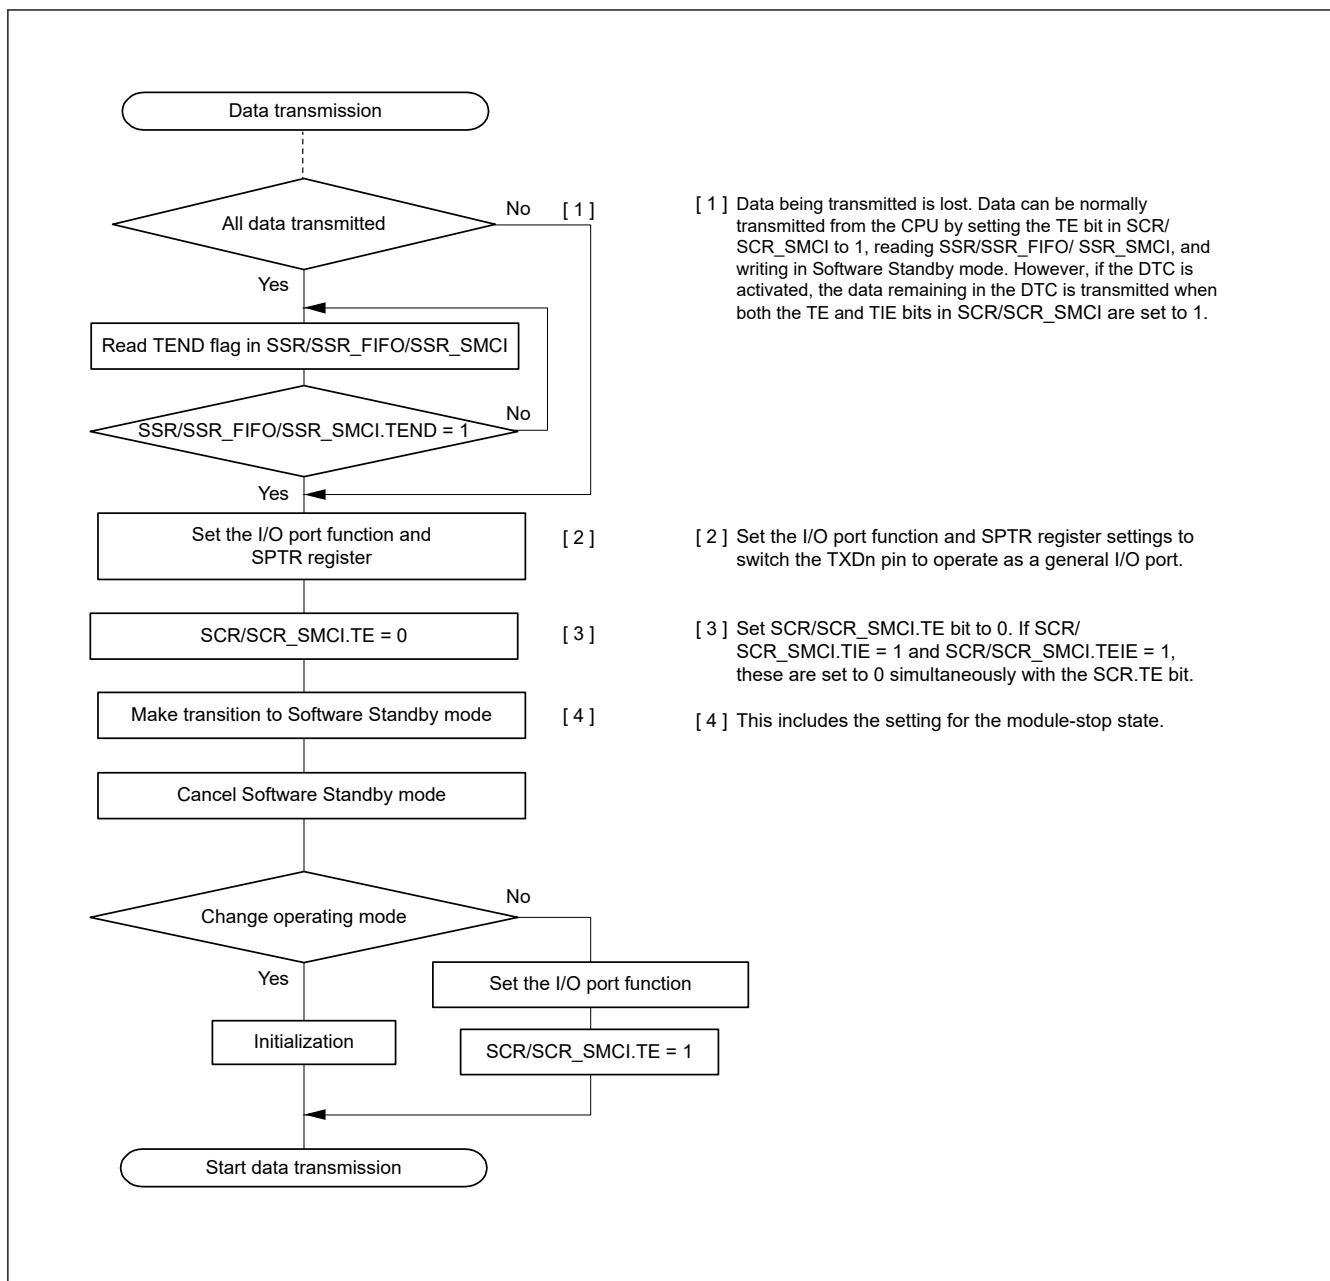 Data transmission
All data transmitted
No
[ 1 ]
Yes
Read TEND flag in SSR/SSR_FIFO/SSR_SMCI
SSR/SSR_FIFO/SSR_SMCI.TEND = 1
No
Yes
Set the I/O port function and
SPTR register
[ 2 ]
SCR/SCR_SMCI.TE = 0
[ 3 ]
Make transition to Software Standby mode
[ 4 ]
Cancel Software Standby mode
Change operating mode
No
Yes
Set the I/O port function
Initialization
SCR/SCR_SMCI.TE = 1
Start data transmission
[ 1 ] Data being transmitted is lost. Data can be normally
transmitted from the CPU by setting the TE bit in SCR/
SCR_SMCI to 1, reading SSR/SSR_FIFO/ SSR_SMCI, and
writing in Software Standby mode. However, if the DTC is
activated, the data remaining in the DTC is transmitted when
both the TE and TIE bits in SCR/SCR_SMCI are set to 1.
[ 2 ] Set the I/O port function and SPTR register settings to
switch the TXDn pin to operate as a general I/O port.
[ 3 ] Set SCR/SCR_SMCI.TE bit to 0. If SCR/
SCR_SMCI.TIE = 1 and SCR/SCR_SMCI.TEIE = 1,
these are set to 0 simultaneously with the SCR.TE bit.
[ 4 ] This includes the setting for the module-stop state.